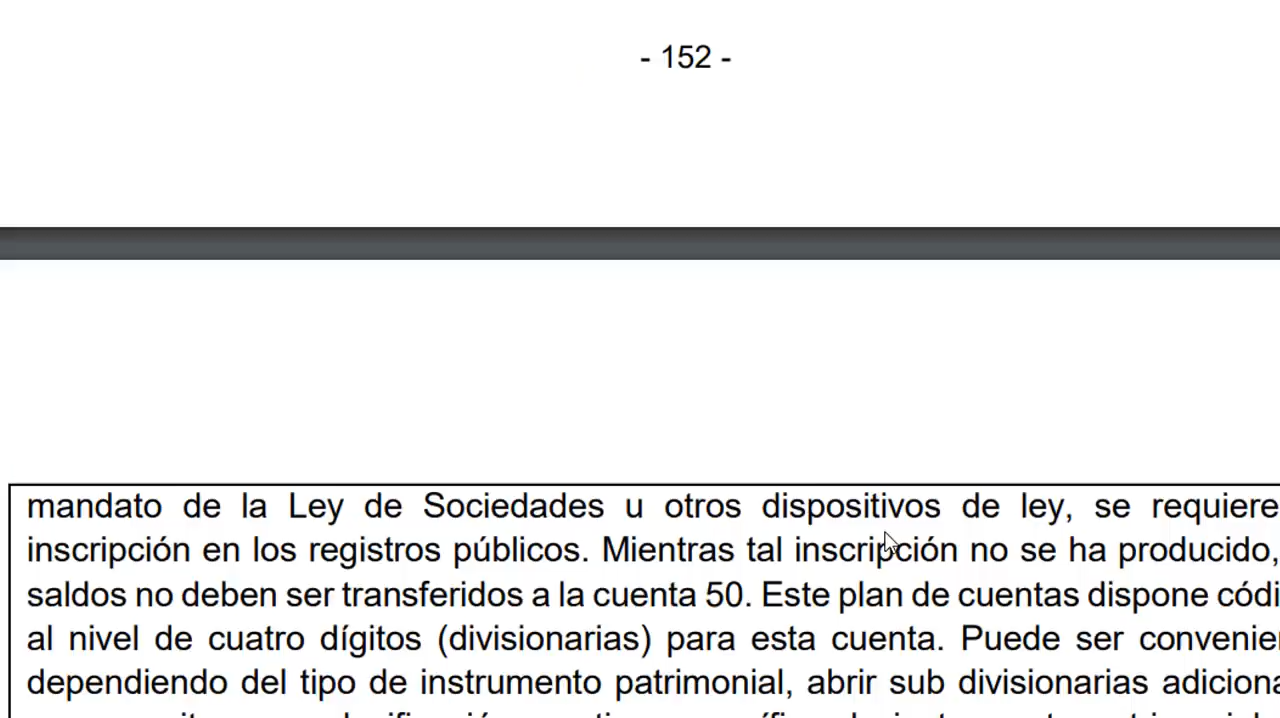 - 152 -
mandato de la Ley de Sociedades u otros dispositivos de ley, se requiere
inscripción en los registros públicos. Mientras tal inscripción no se ha producido,
saldos no deben ser transferidos a la cuenta 50. Este plan de cuentas dispone códi
al nivel de cuatro dígitos (divisionarias) para esta cuenta. Puede ser convenien
dependiendo del tipo de instrumento patrimonial, abrir sub divisionarias adiciona